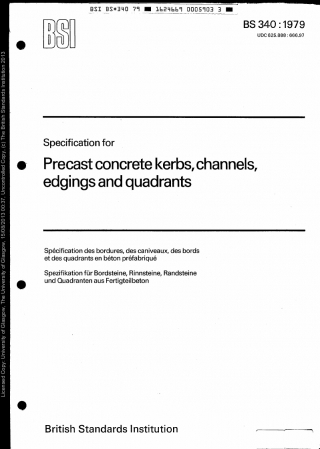 BSI BS*340 79 ■ 1624669 0005903 3 ■
BSI
BS 340 : 1979
UDC 625.888 : 666.97
Specification for
Precast concrete kerbs, channels,
edgings and quadrants
Spécification des bordures, des caniveaux, des bords
et des quadrants en béton préfabriqué
Spezifikation für Bordsteine, Rinnsteine, Randsteine
und Quadranten aus Fertigteilbeton
British Standards Institution
Licensed Copy: University of Glasgow, The University of Glasgow, 15/08/2013 00:37, Uncontrolled Copy, (c) The British Standards Institution 2013